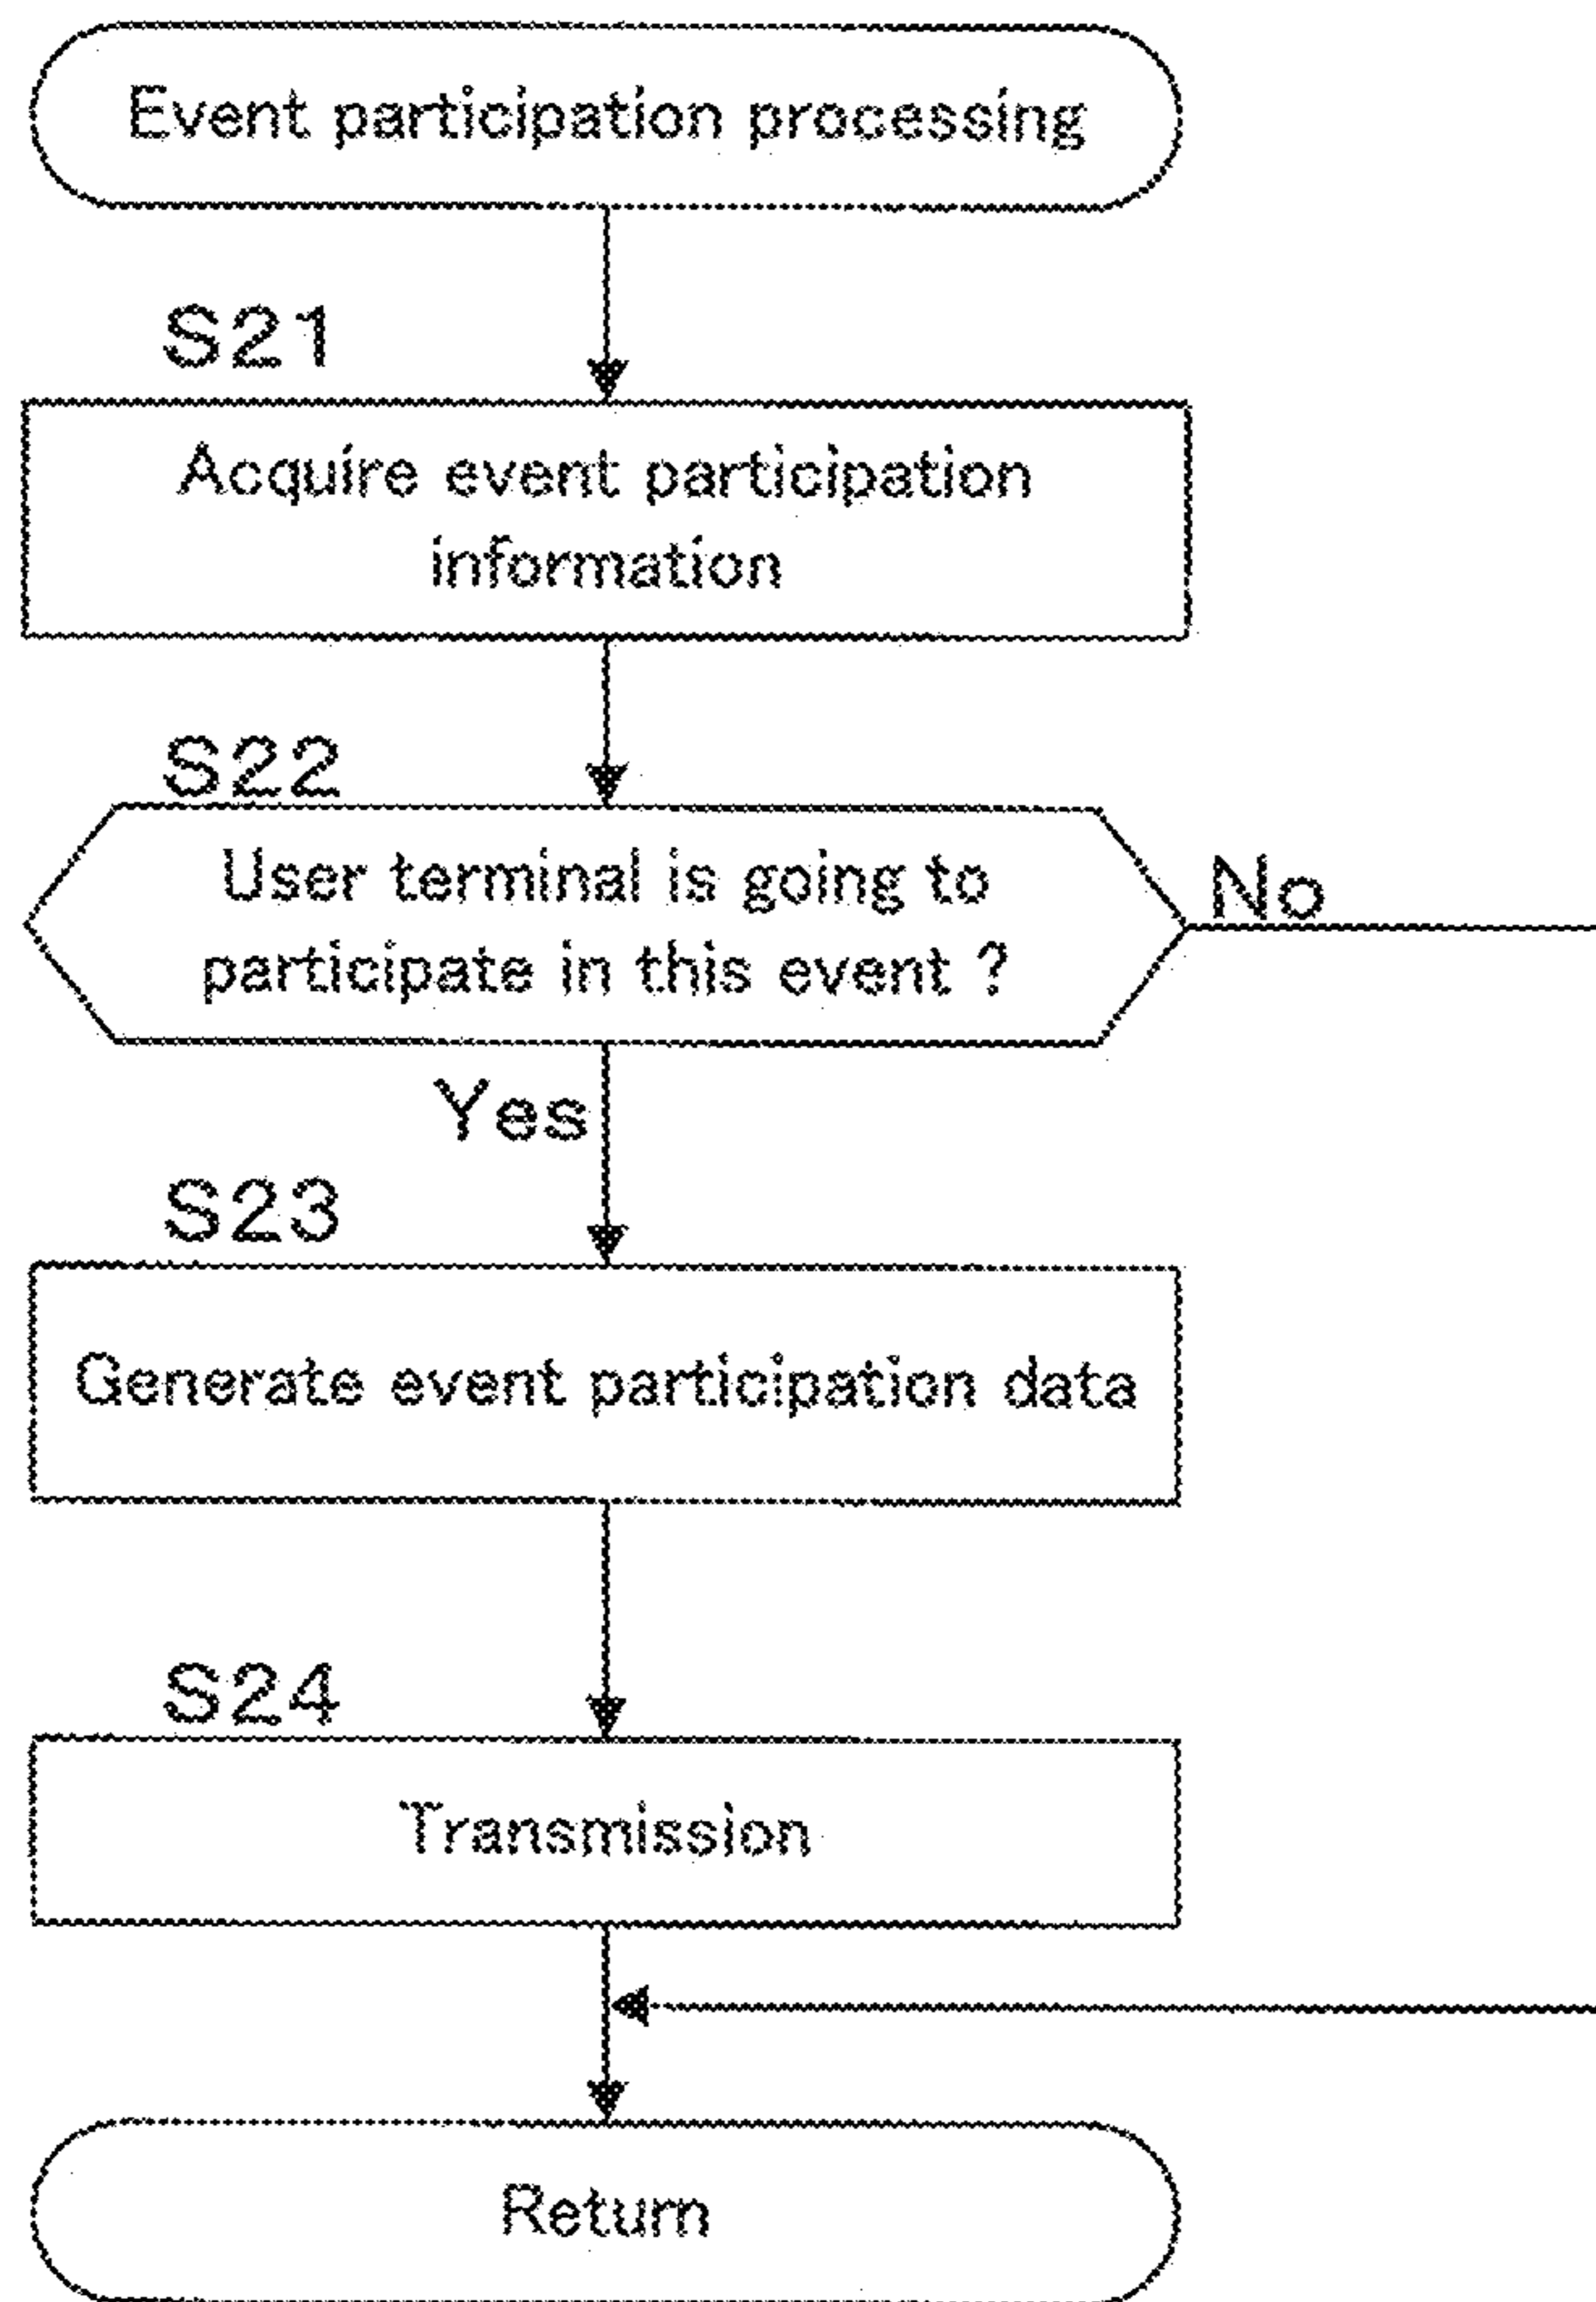 Event participation processing
S21
Acquire event participation
information
S22
User terminal is going to
participate in this event ?
No
Yes
S23
Generate event participation data
S24
Transmission
Return